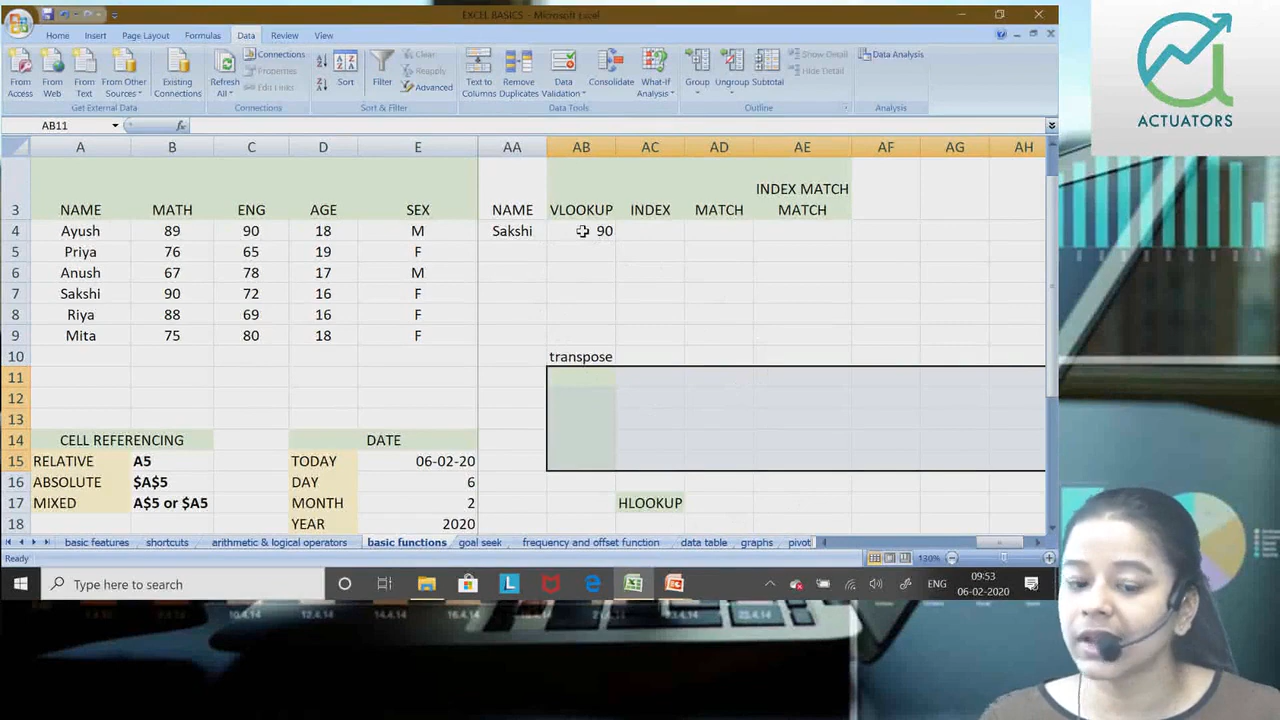 EXCEL BASICS - Microsoft Excel
Home Insert Page Layout Formulas Data Review View
From Access
From Web
From Text
From Other Sources
Existing Connections
Get External Data
Refresh All
Connections
Properties
Edit Links
Connections
Sort
Filter
Clear
Reapply
Advanced
Sort & Filter
Text to Columns
Remove Duplicates
Data Validation
Consolidate
What-If Analysis
Data Tools
Group
Ungroup
Subtotal
Show Detail
Hide Detail
Outline
Data Analysis
Analysis
ACTUATORS
AB11 fx
A B C D E AA AB AC AD AE AF AG AH
INDEX MATCH
3 NAME MATH ENG AGE SEX NAME VLOOKUP INDEX MATCH MATCH
4 Ayush 89 90 18 M Sakshi 90
5 Priya 76 65 19 F
6 Anush 67 78 17 M
7 Sakshi 90 72 16 F
8 Riya 88 69 16 F
9 Mita 75 80 18 F
10 transpose
11
12
13
14 CELL REFERENCING DATE
15 RELATIVE A5 TODAY 06-02-20
16 ABSOLUTE $A$5 DAY 6
17 MIXED A$5 or $A5 MONTH 2 HLOOKUP
18 YEAR 2020
basic features shortcuts arithmetic & logical operators basic functions goal seek frequency and offset function data table graphs pivot
Ready 130%
Type here to search
ENG
09:53
06-02-2020